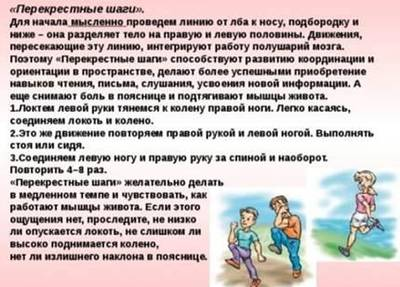 «Перекрестные шаги».
Для начала мысленно проведем линию от лба к носу, подбородку и
ниже – она разделяет тело на правую и левую половины. Движения,
пересекающие эту линию, интегрируют работу полушарий мозга.
Поэтому «Перекрестные шаги» способствуют развитию координации и
ориентации в пространстве, делают более успешными приобретение
навыков чтения, письма, слушания, усвоения новой информации. А
еще снимают боль в пояснице и подтягивают мышцы живота.
1.Локтем левой руки тянемся к колену правой ноги. Легко касаясь,
соединяем локоть и колено.
2.Это же движение повторяем правой рукой и левой ногой. Выполнять
стоя или сидя.
3.Соединяем левую ногу и правую руку за спиной и наоборот.
Повторить 4–8 раз.
«Перекрестные шаги» желательно делать
в медленном темпе и чувствовать, как
работают мышцы живота. Если этого
ощущения нет, проследите, не низко
ли опускается локоть, не слишком ли
высоко поднимается колено,
нет ли излишнего наклона в пояснице.